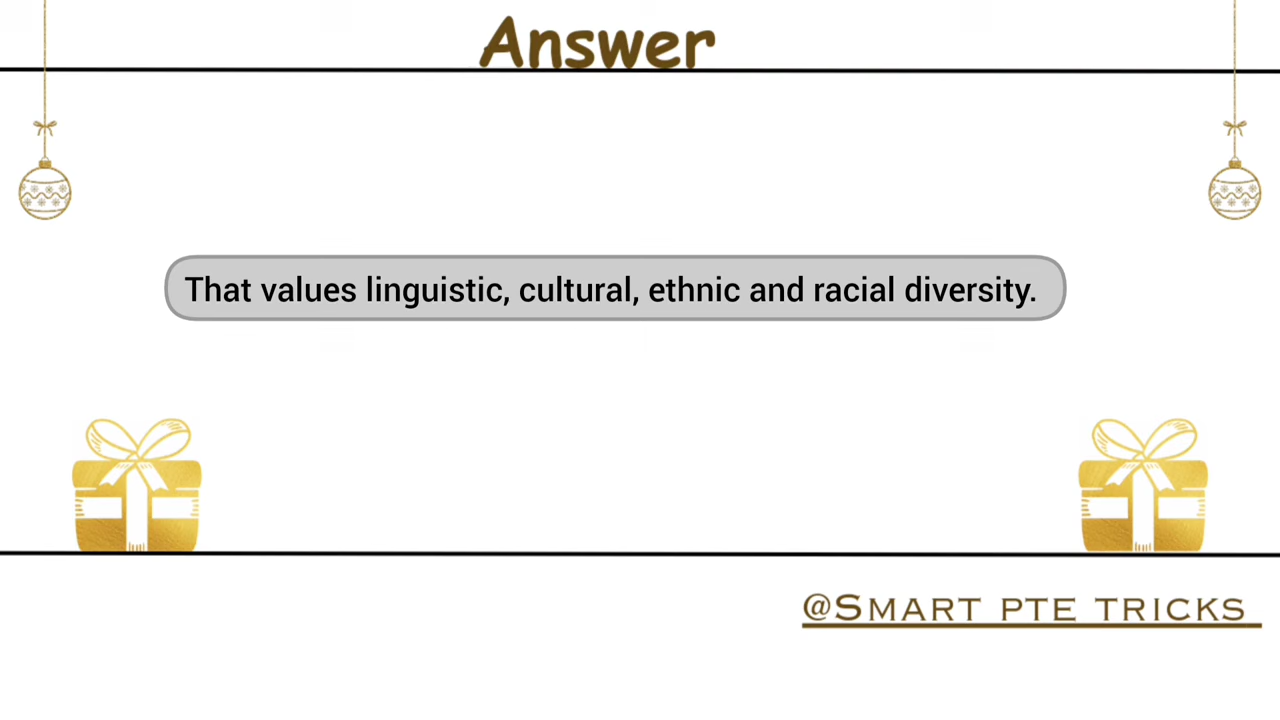 Answer
That values linguistic, cultural, ethnic and racial diversity.
@SMART PTE TRICKS